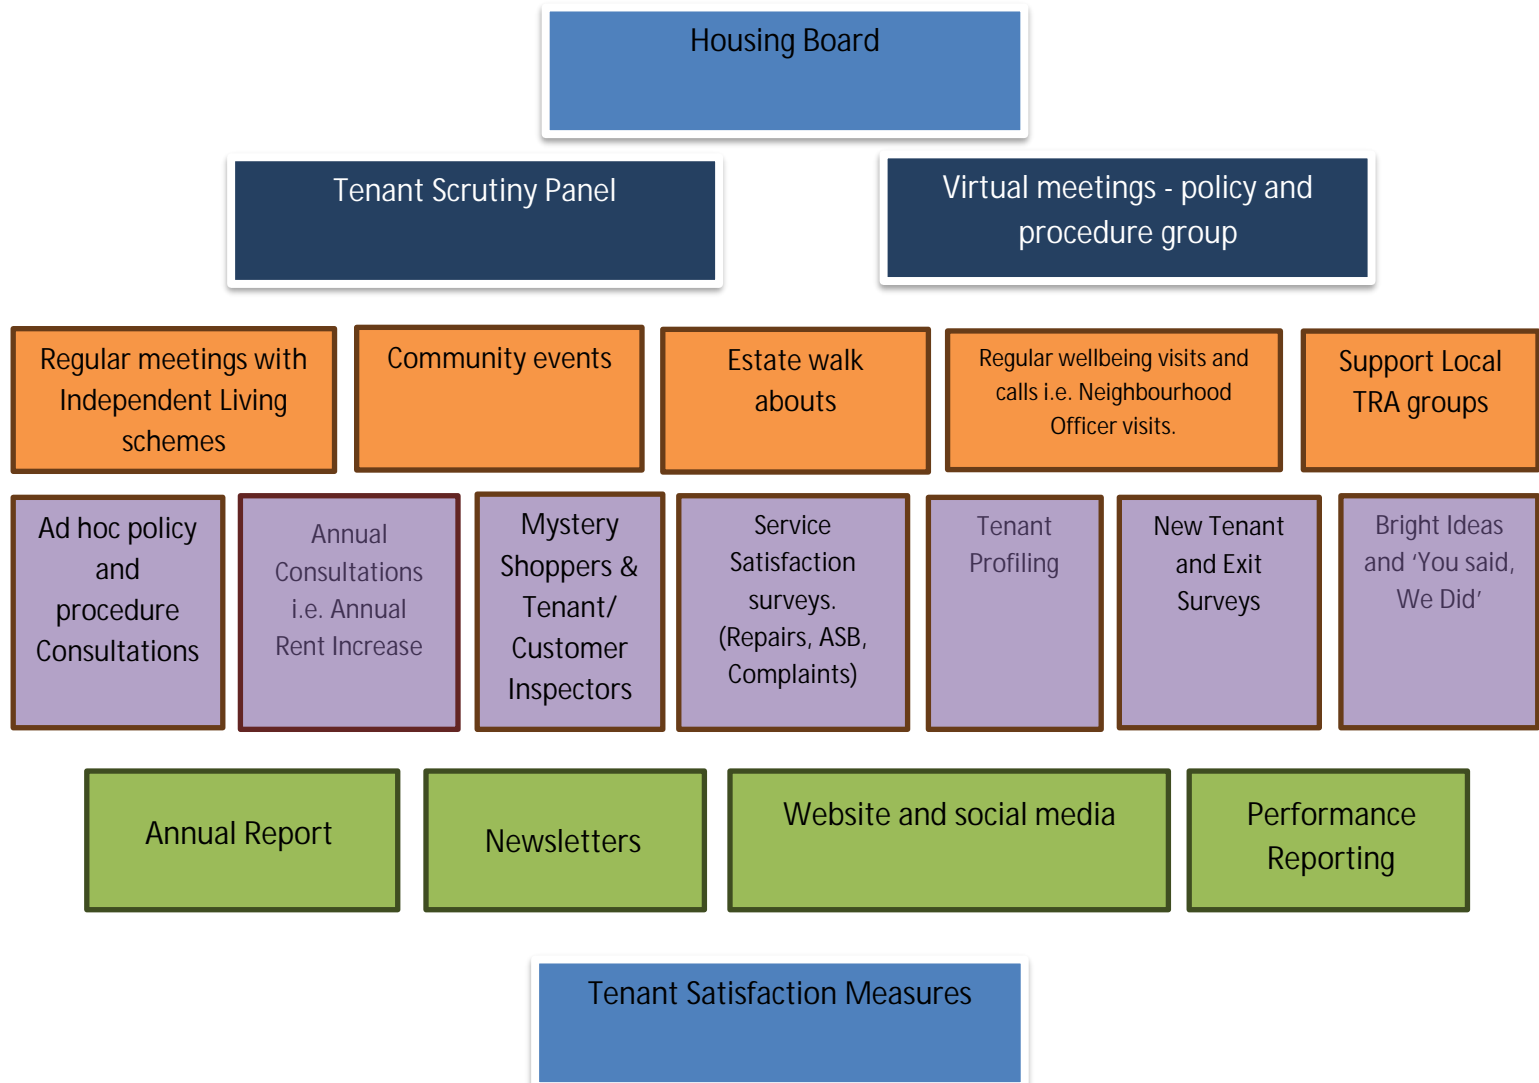 Housing Board
Tenant Scrutiny Panel
Virtual meetings - policy and
procedure group
Regular meetings with
Independent Living
schemes
Community events
Estate walk
abouts
Regular wellbeing visits and
calls i.e. Neighbourhood
Officer visits.
Support Local
TRA groups
Ad hoc policy
and
procedure
Consultations
Annual
Consultations
i.e. Annual
Rent Increase
Mystery
Shoppers &
Tenant/
Customer
Inspectors
Service
Satisfaction
surveys.
(Repairs, ASB,
Complaints)
Tenant
Profiling
New Tenant
and Exit
Surveys
Bright Ideas
and ‘You said,
We Did’
Annual Report
Newsletters
Website and social media
Performance
Reporting
Tenant Satisfaction Measures